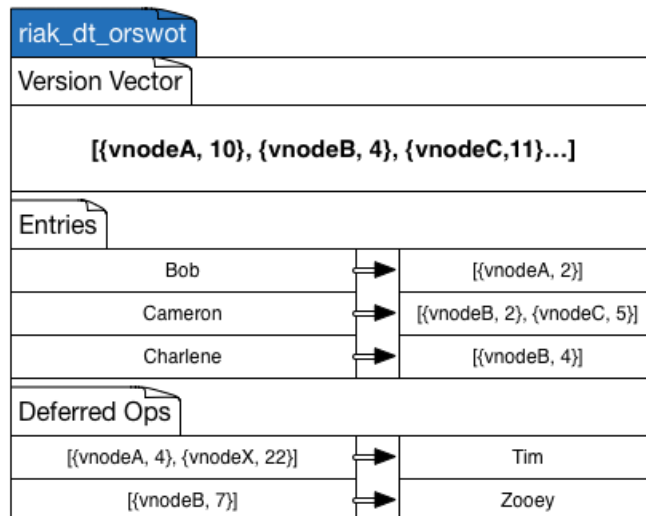 riak_dt_orswot
Version Vector
[{vnodeA, 10}, {vnodeB, 4}, {vnodeC,11}...]
Entries
Bob [{vnodeA, 2}]
Cameron [{vnodeB, 2}, {vnodeC, 5}]
Charlene [{vnodeB, 4}]
Deferred Ops
[{vnodeA, 4}, {vnodeX, 22}] Tim
[{vnodeB, 7}] Zooey